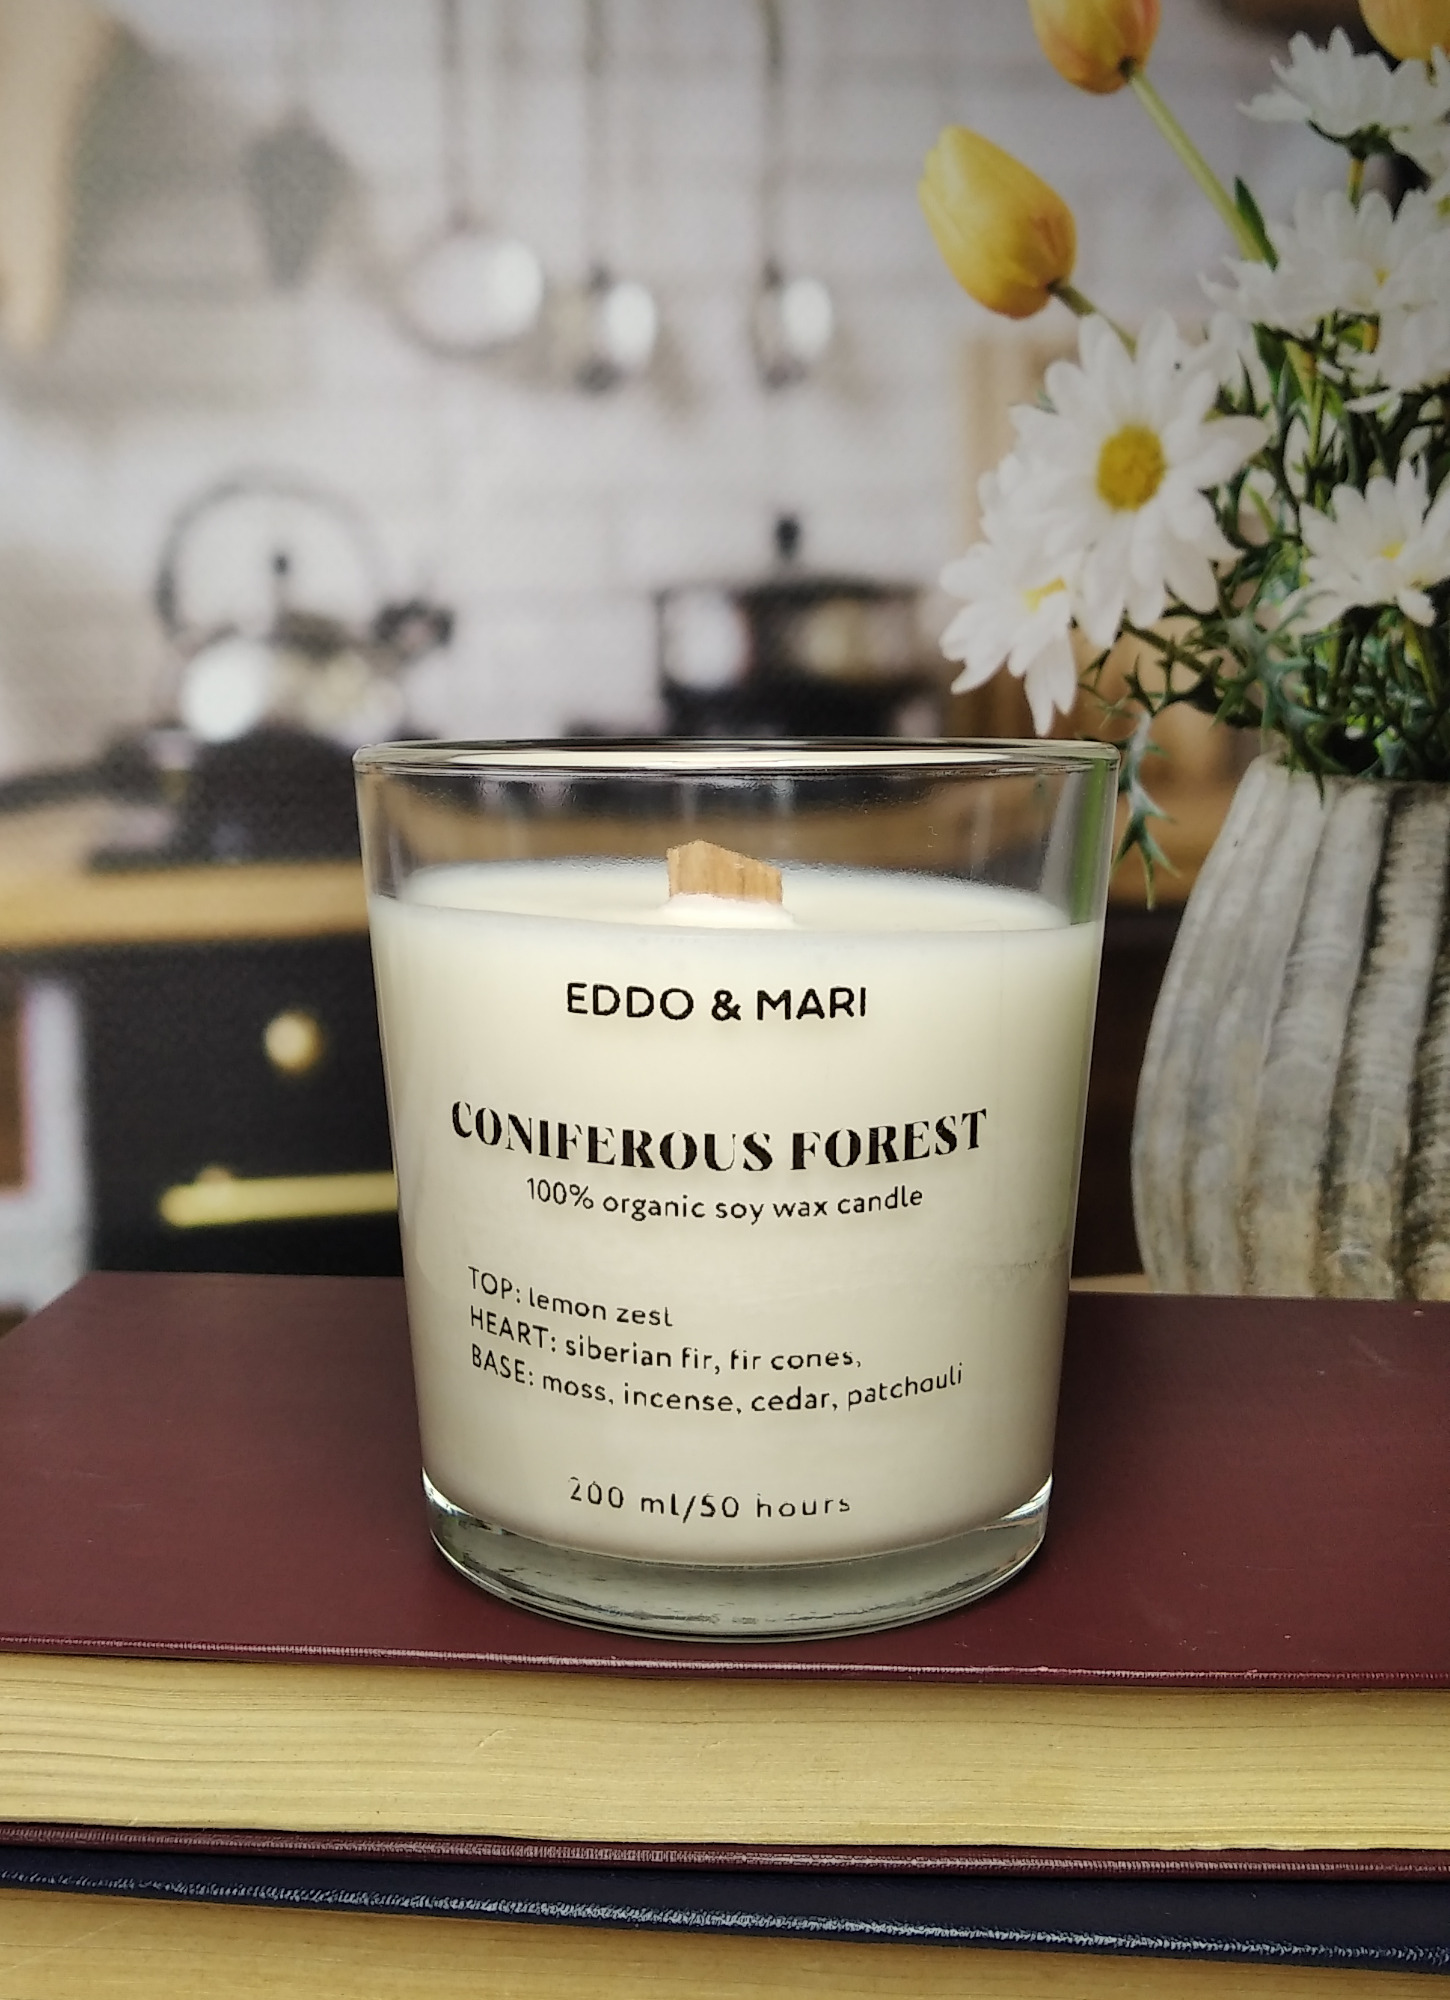 EDDO & MARI
CONIFEROUS FOREST
100% organic soy wax candle
TOP: lemon zest
HEART: siberian fir, fir cones,
BASE: moss, incense, cedar, patchouli
200 ml/50 hours